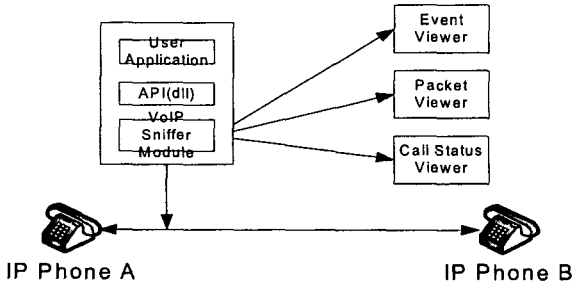 User
Application
API(dll)
VoIP
Sniffer
Module
Event
Viewer
Packet
Viewer
Call Status
Viewer
IP Phone A
IP Phone B